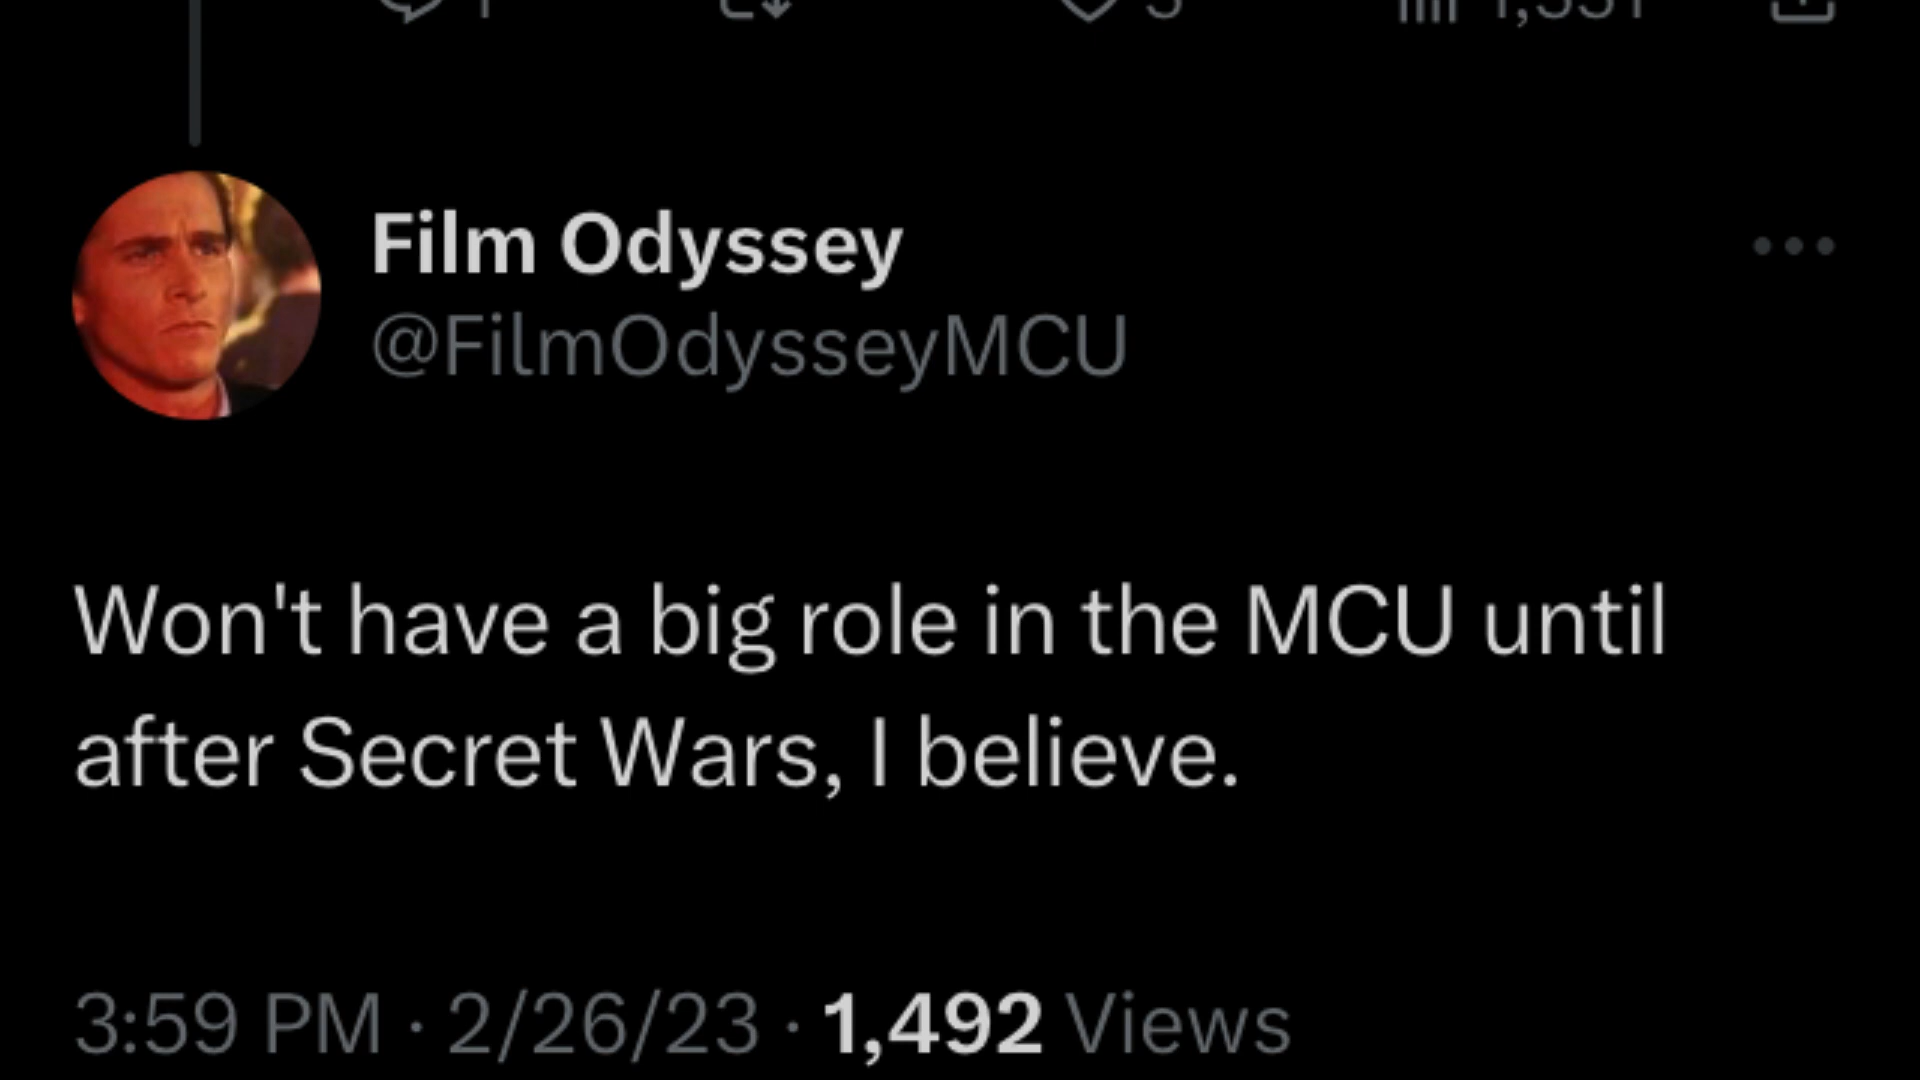 Film Odyssey
@FilmOdysseyMCU
Won't have a big role in the MCU until
after Secret Wars, I believe.
3:59 PM · 2/26/23 · 1,492 Views